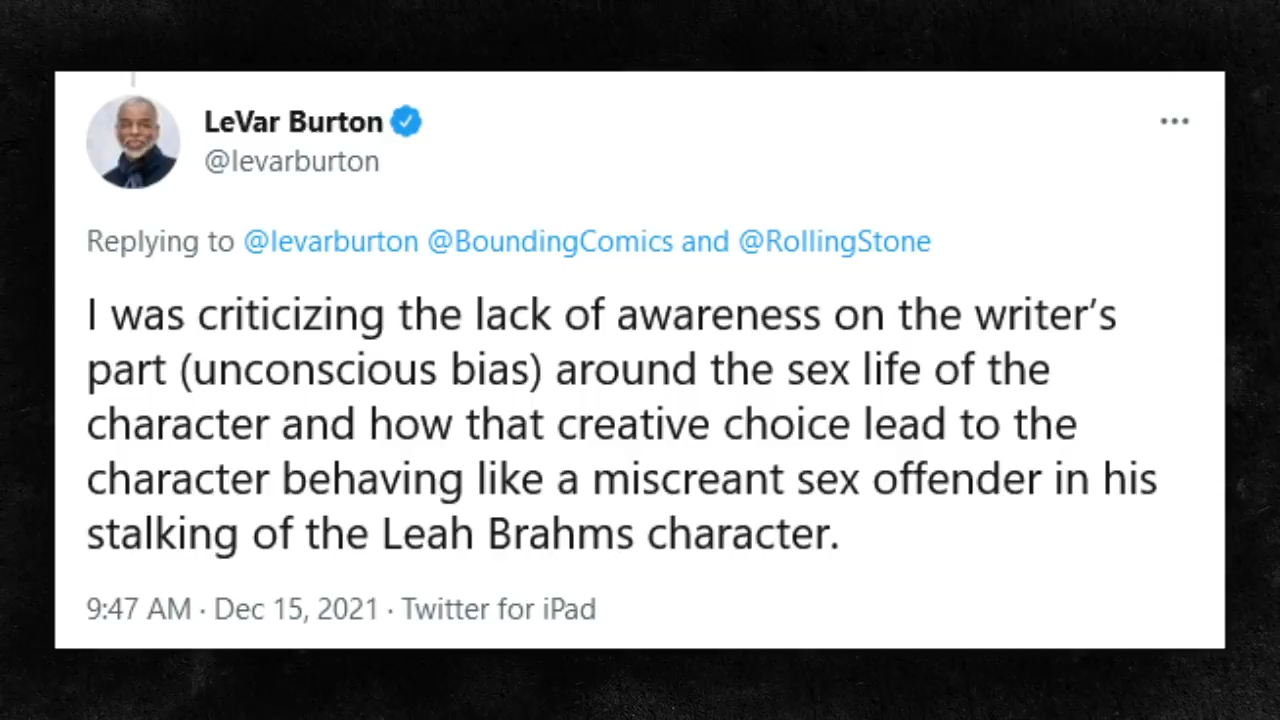 LeVar Burton
@levarburton
Replying to @levarburton @BoundingComics and @RollingStone
I was criticizing the lack of awareness on the writer’s
part (unconscious bias) around the sex life of the
character and how that creative choice lead to the
character behaving like a miscreant sex offender in his
stalking of the Leah Brahms character.
9:47 AM · Dec 15, 2021 · Twitter for iPad